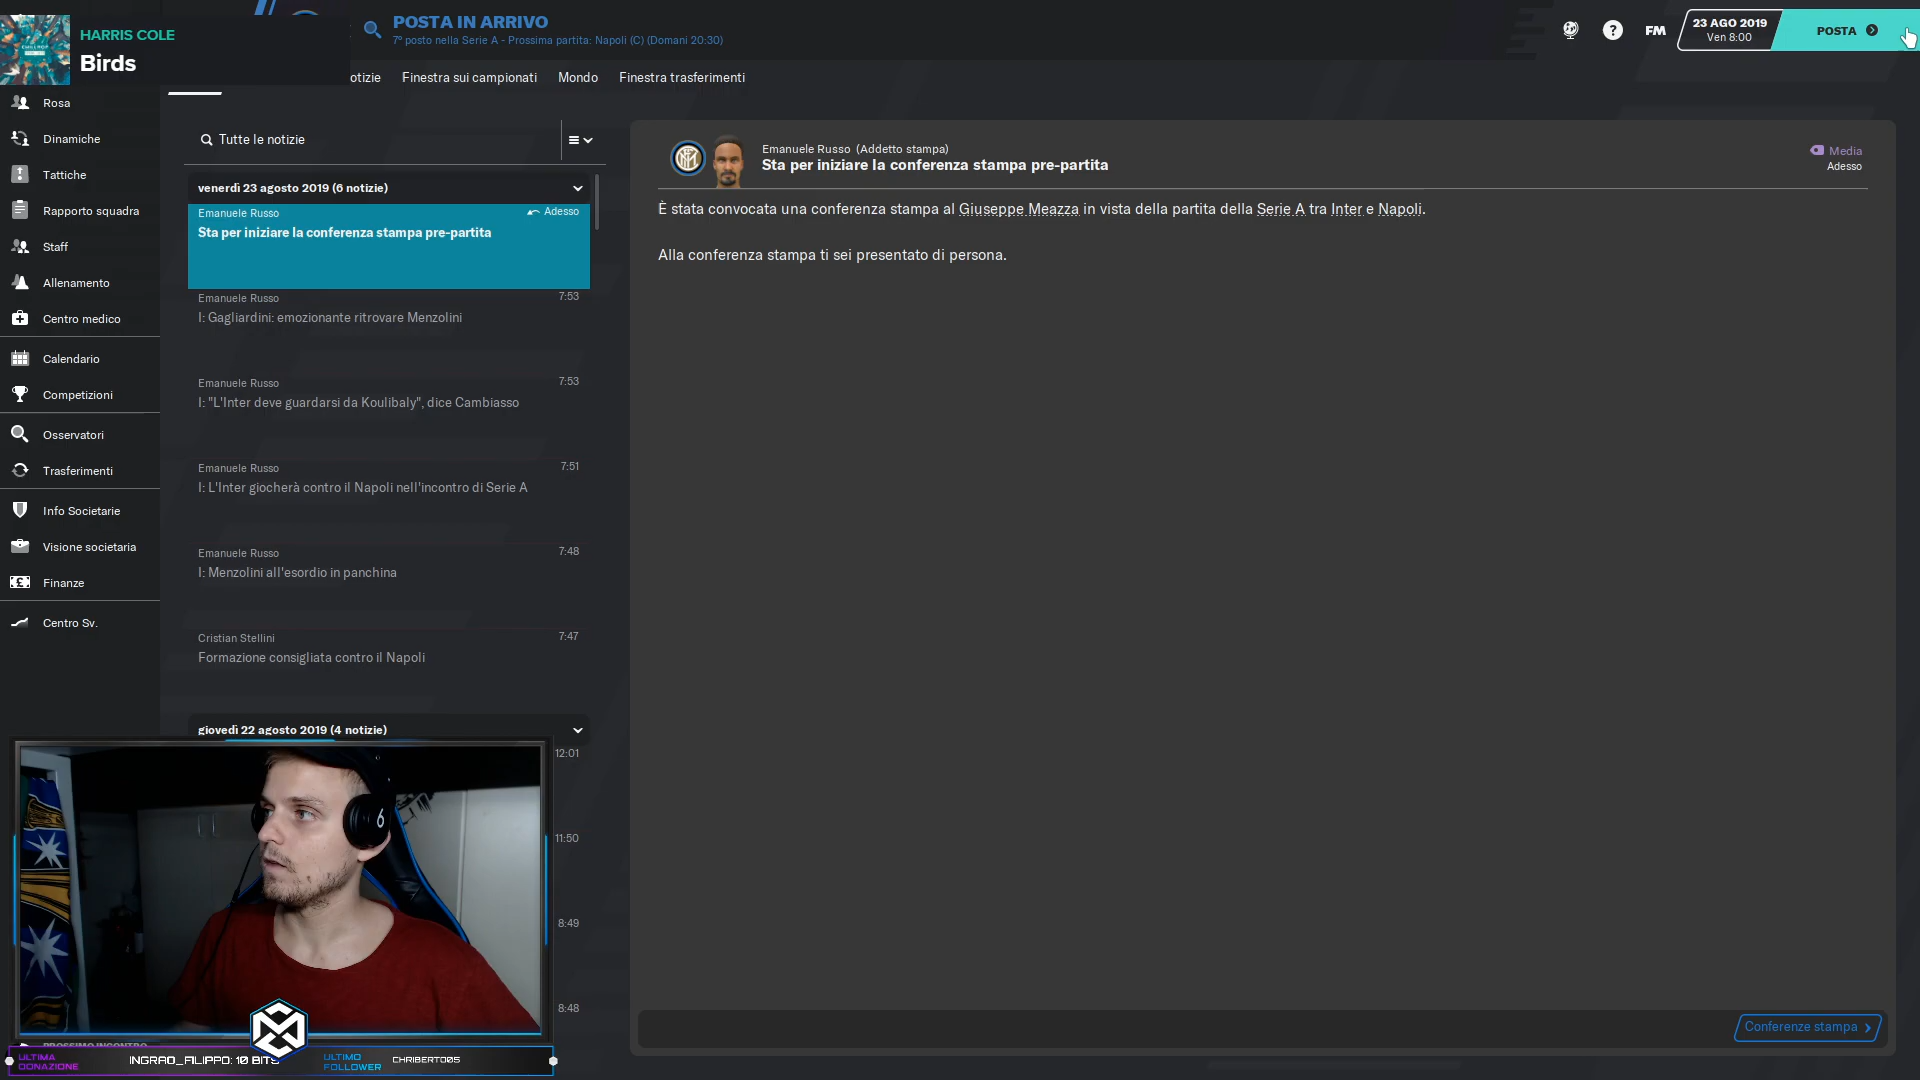 HARRIS COLE
Birds
POSTA IN ARRIVO
7° posto nella Serie A - Prossima partita: Napoli (C) (Domani 20:30)
FM
23 AGO 2019
Ven 8:00
POSTA
otizie
Finestra sui campionati
Mondo
Finestra trasferimenti
Rosa
Dinamiche
Tattiche
Rapporto squadra
Staff
Allenamento
Centro medico
Calendario
Competizioni
Osservatori
Trasferimenti
Info Societarie
Visione societaria
Finanze
Centro Sv.
Tutte le notizie
venerdì 23 agosto 2019 (6 notizie)
Emanuele Russo
Adesso
Sta per iniziare la conferenza stampa pre-partita
Emanuele Russo
7:53
I: Gagliardini: emozionante ritrovare Menzolini
Emanuele Russo
7:53
I: "L'Inter deve guardarsi da Koulibaly", dice Cambiasso
Emanuele Russo
7:51
I: L'Inter giocherà contro il Napoli nell'incontro di Serie A
Emanuele Russo
7:48
I: Menzolini all'esordio in panchina
Cristian Stellini
7:47
Formazione consigliata contro il Napoli
giovedì 22 agosto 2019 (4 notizie)
12:01
11:50
8:49
8:48
Emanuele Russo (Addetto stampa)
Sta per iniziare la conferenza stampa pre-partita
Media
Adesso
È stata convocata una conferenza stampa al Giuseppe Meazza in vista della partita della Serie A tra Inter e Napoli.
Alla conferenza stampa ti sei presentato di persona.
Conferenze stampa
PROSSIMO INCONTRO
ULTIMA
DONAZIONE
INGRAO_FILIPPO: 10 BITS
ULTIMO
FOLLOWER
CHRIBERTO05